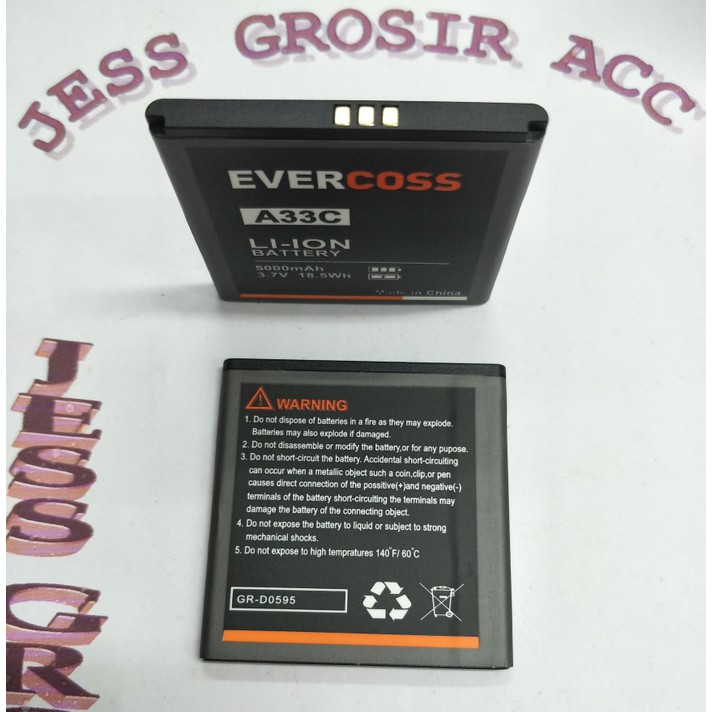 JESS GROSIR ACC
EVERCOSS
A33C
LI-ION
BATTERY
5000mAh
3.7V 18.5Wh
Made in China
WARNING
1. Do not dispose of batteries in a fire as they may explode.
Batteries may also explode if damaged.
2. Do not disassemble or modify the battery,or for any pupose.
3. Do not short-circuit the battery. Accidental short-circuiting
can occur when a metallic object such a coin,clip,or pen
causes direct connection of the possitive(+)and negative(-)
terminals of the battery short-circuiting the terminals may
damage the battery of the connecting object.
4. Do not expose the battery to liquid or subject to strong
mechanical shocks.
5. Do not expose to high tempratures 140°F/ 60°C
GR-D0595
JESS GR